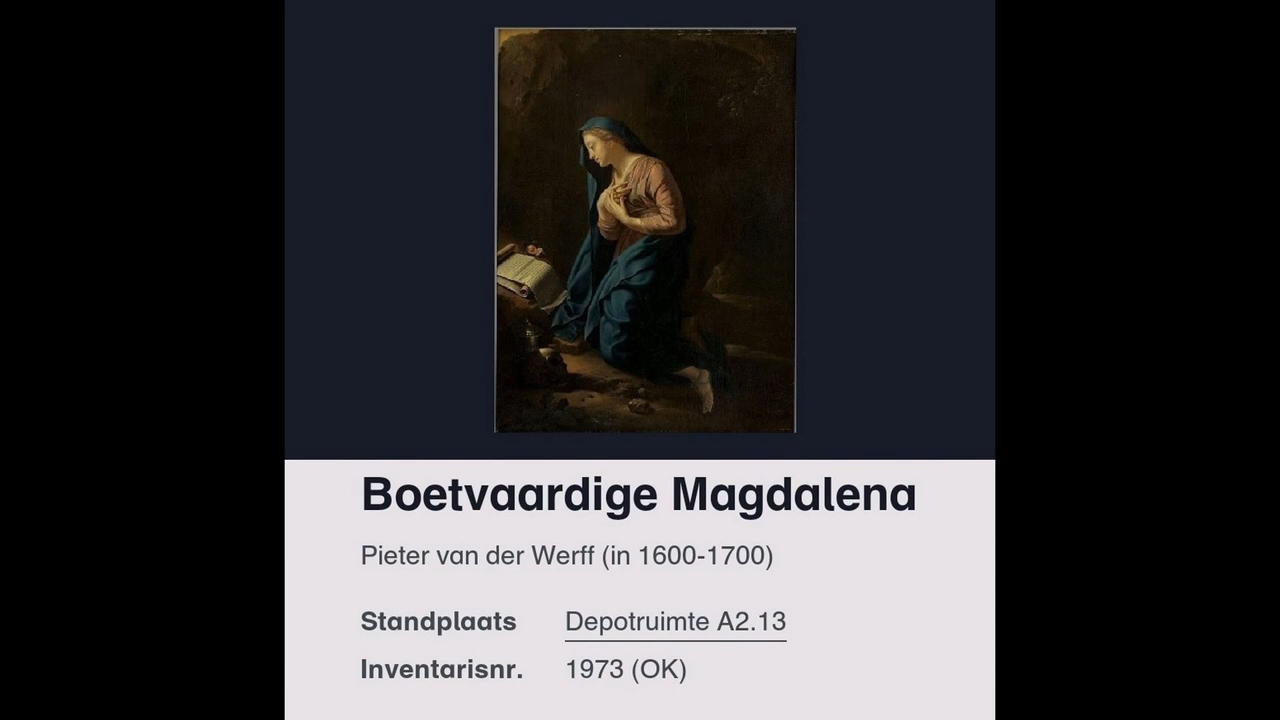 Boetvaardige Magdalena
Pieter van der Werff (in 1600-1700)
Standplaats Depotruimte A2.13
Inventarisnr. 1973 (OK)